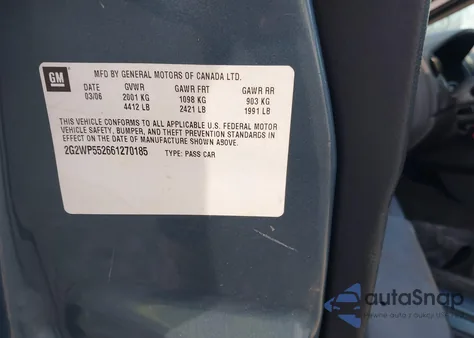 GM
MFD BY GENERAL MOTORS OF CANADA LTD.
DATE GVWR GAWR FRT GAWR RR
03/06 2001 KG 1098 KG 903 KG
4412 LB 2421 LB 1991 LB
THIS VEHICLE CONFORMS TO ALL APPLICABLE U.S. FEDERAL MOTOR
VEHICLE SAFETY, BUMPER, AND THEFT PREVENTION STANDARDS IN
EFFECT ON THE DATE OF MANUFACTURE SHOWN ABOVE.
2G2WP552661270185 TYPE: PASS CAR
autoSnap
Pewne auto z aukcji